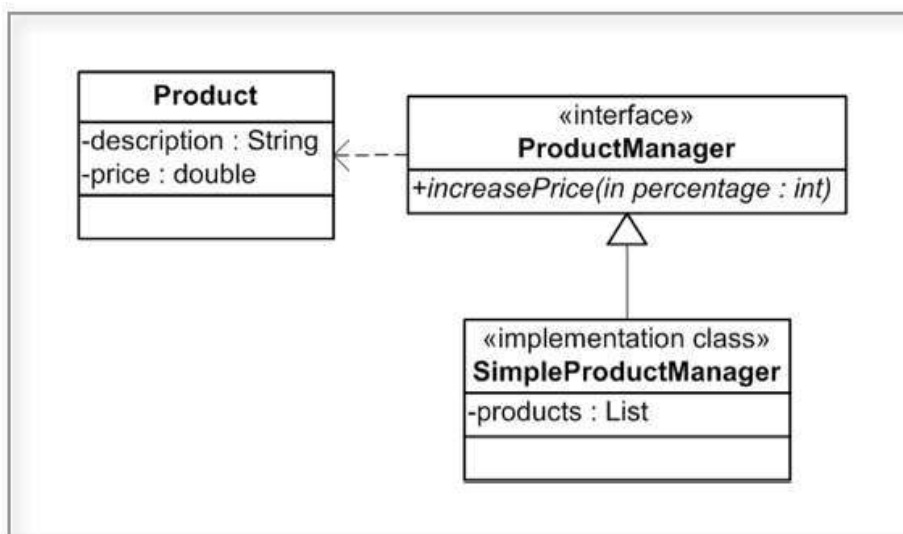 Product
-description : String
-price : double
«interface»
ProductManager
+increasePrice(in percentage : int)
«implementation class»
SimpleProductManager
-products : List